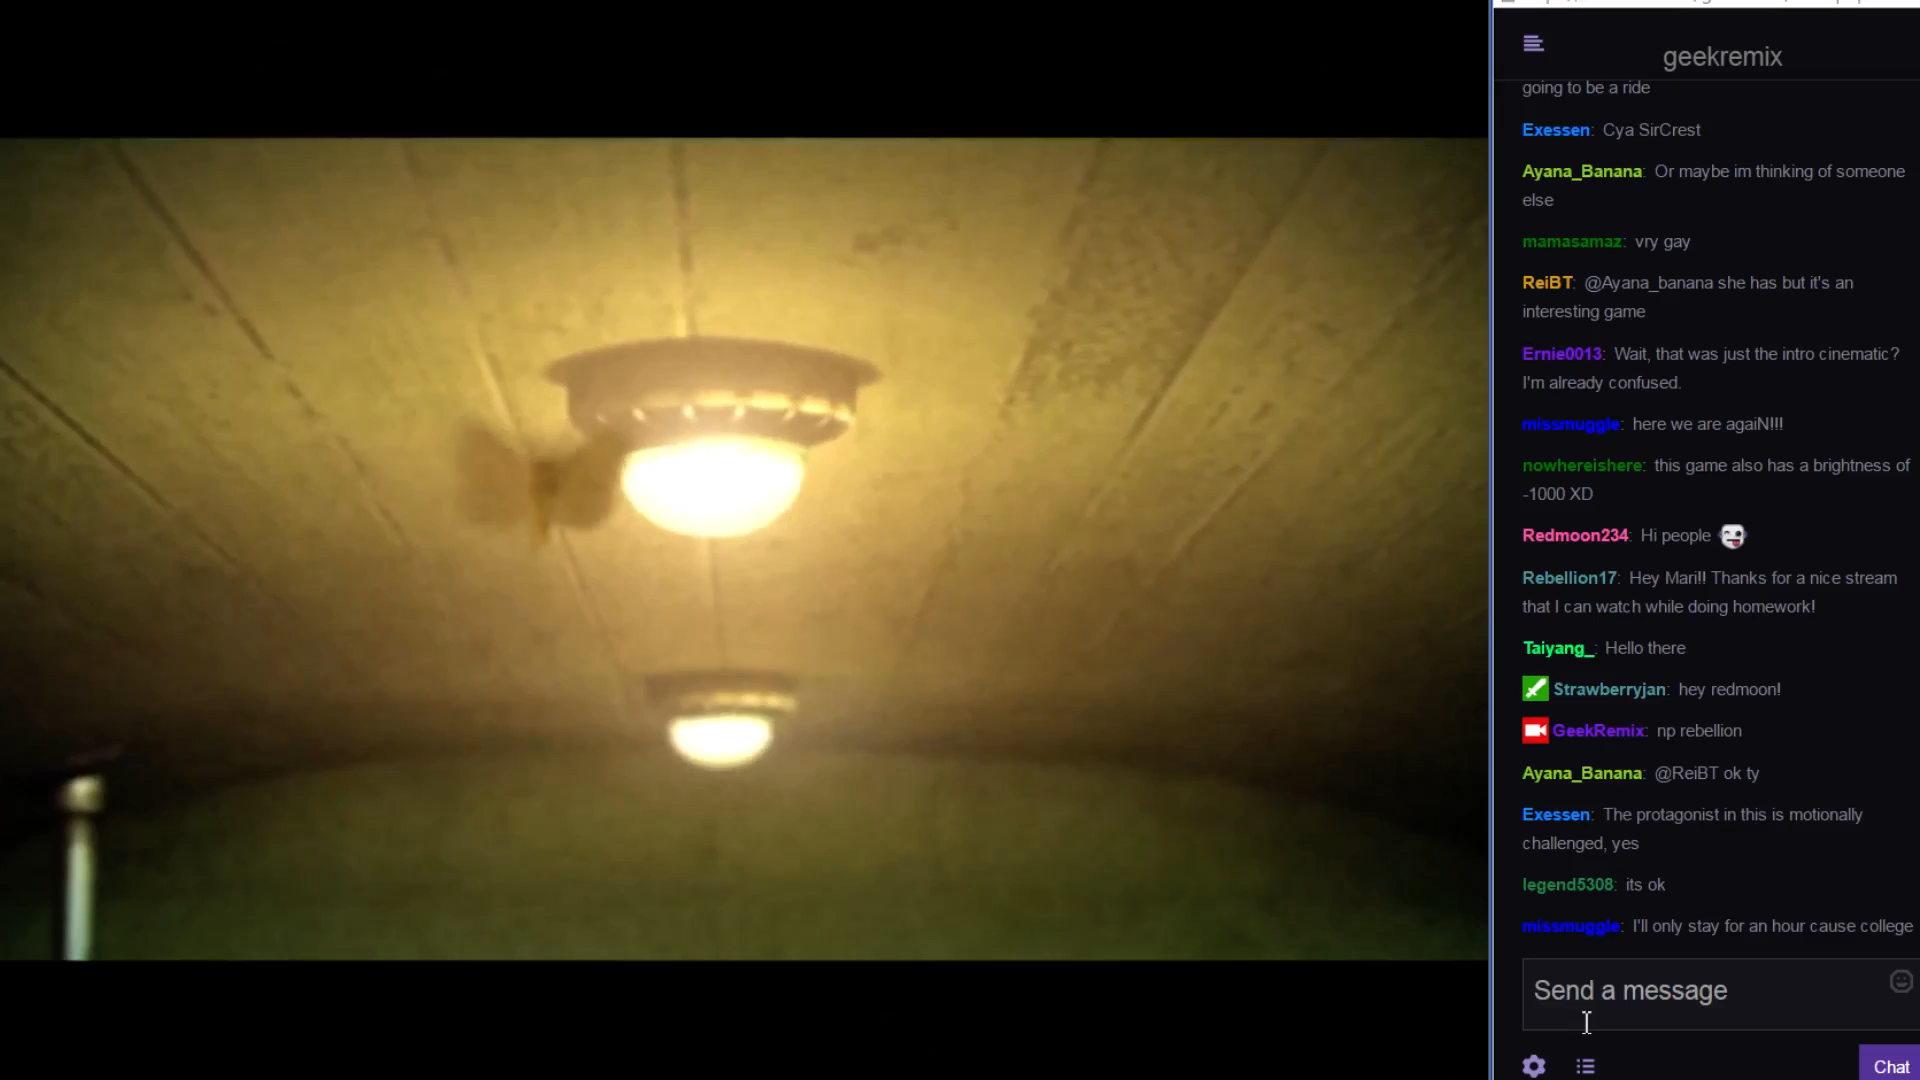 geekremix
going to be a ride
Exessen: Cya SirCrest
Ayana_Banana: Or maybe im thinking of someone
else
mamasamaz: vry gay
ReiBT: @Ayana_banana she has but it's an
interesting game
Ernie0013: Wait, that was just the intro cinematic?
I'm already confused.
missmuggle: here we are agaiN!!!
nowhereishere: this game also has a brightness of
-1000 XD
Redmoon234: Hi people
Rebellion17: Hey Mari!! Thanks for a nice stream
that I can watch while doing homework!
Taiyang_: Hello there
Strawberryjan: hey redmoon!
GeekRemix: np rebellion
Ayana_Banana: @ReiBT ok ty
Exessen: The protagonist in this is motionally
challenged, yes
legend5308: its ok
missmuggle: I'll only stay for an hour cause college
Send a message
Chat